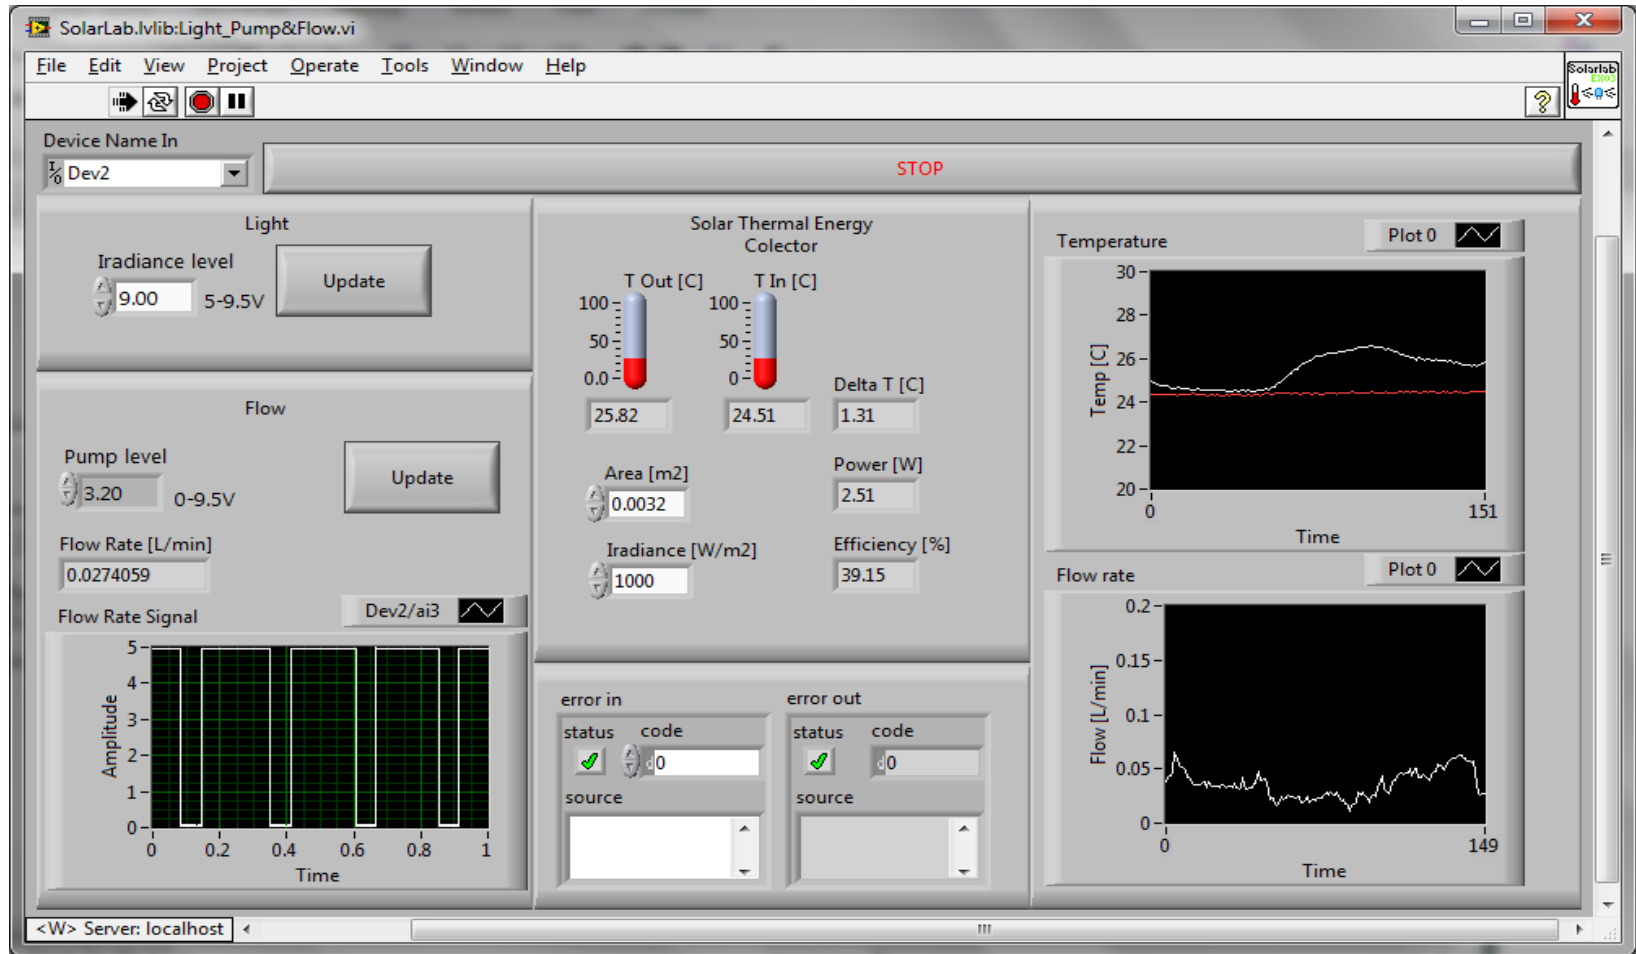 SolarLab.lvlib:Light_Pump&Flow.vi
File Edit View Project Operate Tools Window Help
Solarlab
EX03
Device Name In
I/O Dev2
STOP
Light
Iradiance level
9.00 5-9.5V
Update
Flow
Pump level
3.20 0-9.5V
Update
Flow Rate [L/min]
0.0274059
Flow Rate Signal
Dev2/ai3
Amplitude
5
4
3
2
1
0
0 0.2 0.4 0.6 0.8 1
Time
Solar Thermal Energy
Colector
T Out [C] T In [C]
100 100
50 50
0.0 0
25.82 24.51
Delta T [C]
1.31
Area [m2]
0.0032
Power [W]
2.51
Iradiance [W/m2]
1000
Efficiency [%]
39.15
error in
status code
d0
source
error out
status code
d0
source
Temperature
Plot 0
Temp [C]
30
28
26
24
22
20
0 151
Time
Flow rate
Plot 0
Flow [L/min]
0.2
0.15
0.1
0.05
0
0 149
Time
<W> Server: localhost